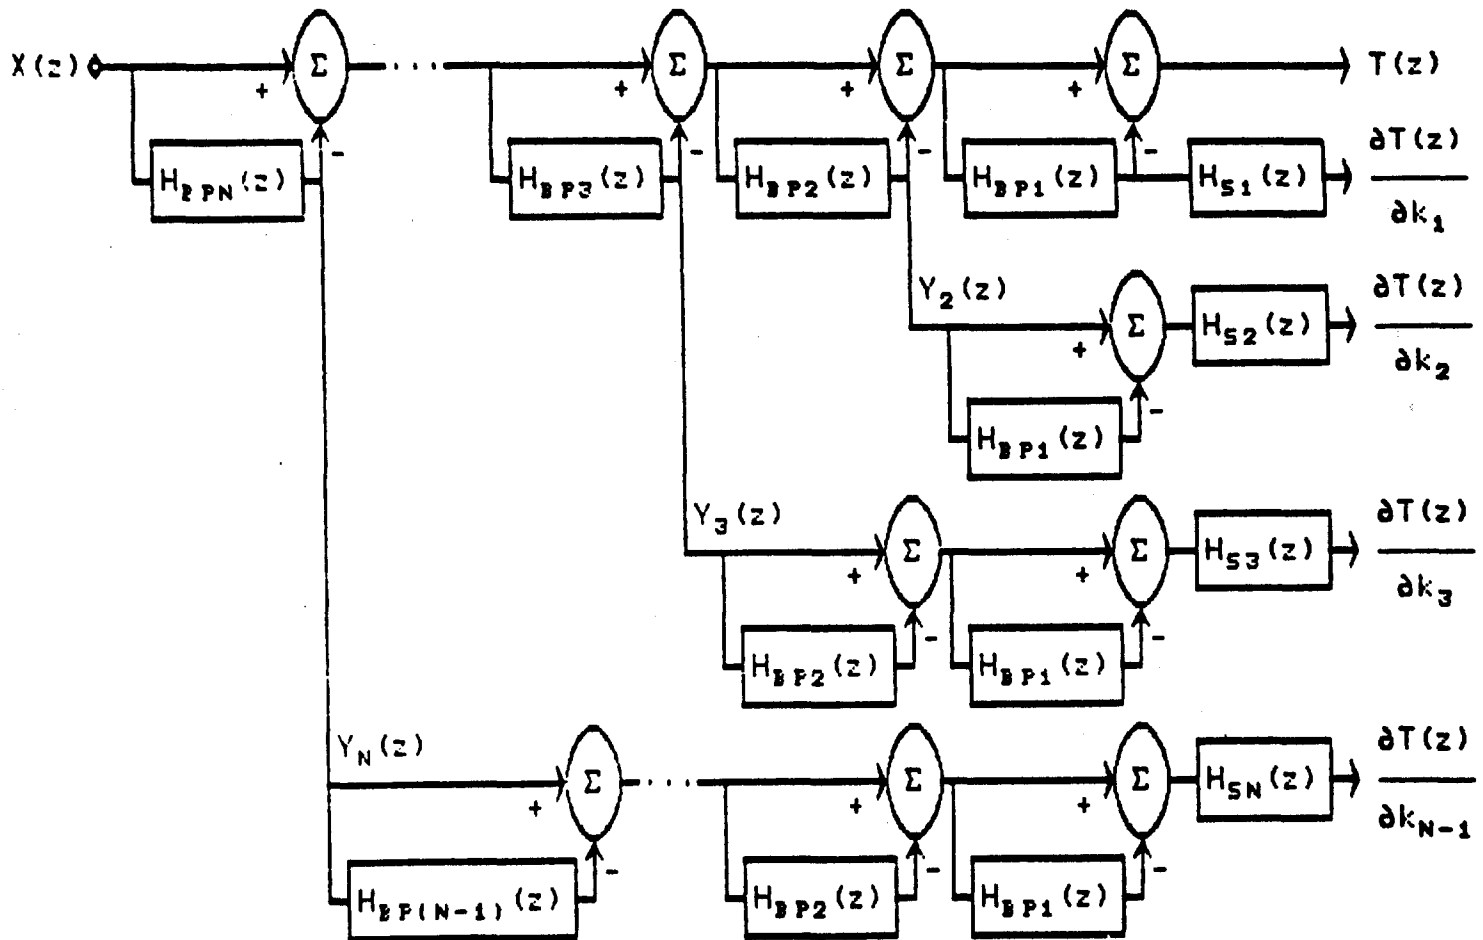 X(z) Σ .... Σ Σ Σ T(z)
+ + + +
- - - -
H_BPN(z) H_BP3(z) H_BP2(z) H_BP1(z) H_S1(z) ∂T(z)
∂k_1
Y_2(z) Σ H_S2(z) ∂T(z)
+
∂k_2
-
H_BP1(z)
Y_3(z) Σ Σ H_S3(z) ∂T(z)
+ +
∂k_3
- -
H_BP2(z) H_BP1(z)
Y_N(z) Σ .... Σ Σ H_SN(z) ∂T(z)
+ + +
∂k_N-1
- - -
H_BP(N-1)(z) H_BP2(z) H_BP1(z)